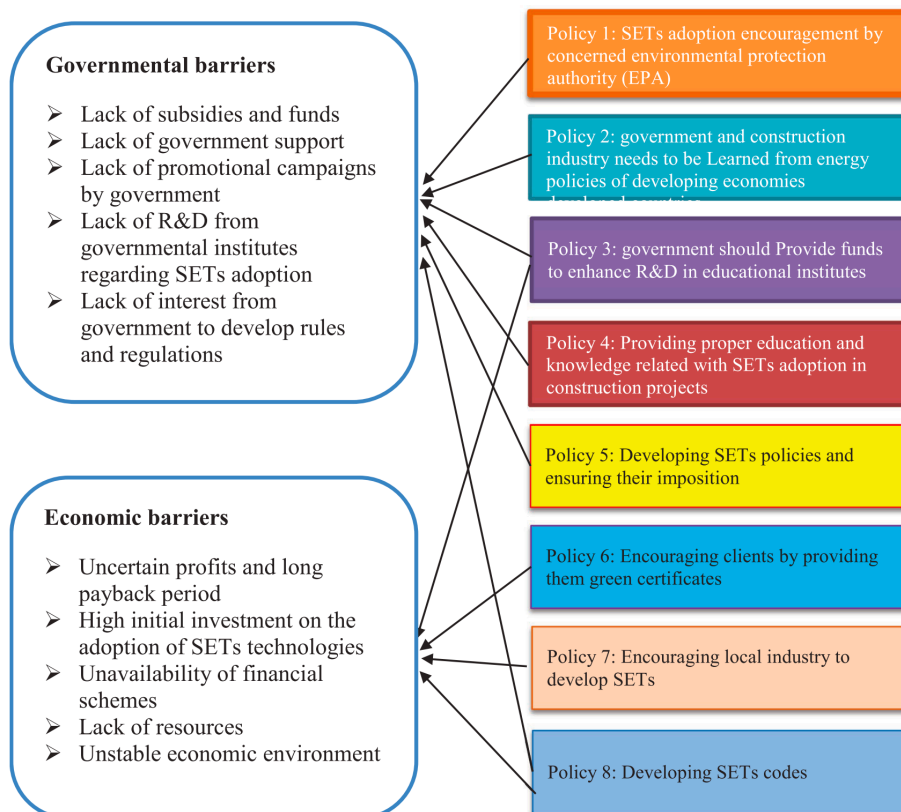 Governmental barriers
➤ Lack of subsidies and funds
➤ Lack of government support
➤ Lack of promotional campaigns
by government
➤ Lack of R&D from
governmental institutes
regarding SETs adoption
➤ Lack of interest from
government to develop rules
and regulations
Economic barriers
➤ Uncertain profits and long
payback period
➤ High initial investment on the
adoption of SETs technologies
➤ Unavailability of financial
schemes
➤ Lack of resources
➤ Unstable economic environment
Policy 1: SETs adoption encouragement by
concerned environmental protection
authority (EPA)
Policy 2: government and construction
industry needs to be Learned from energy
policies of developing economies
developed countries
Policy 3: government should Provide funds
to enhance R&D in educational institutes
Policy 4: Providing proper education and
knowledge related with SETs adoption in
construction projects
Policy 5: Developing SETs policies and
ensuring their imposition
Policy 6: Encouraging clients by providing
them green certificates
Policy 7: Encouraging local industry to
develop SETs
Policy 8: Developing SETs codes